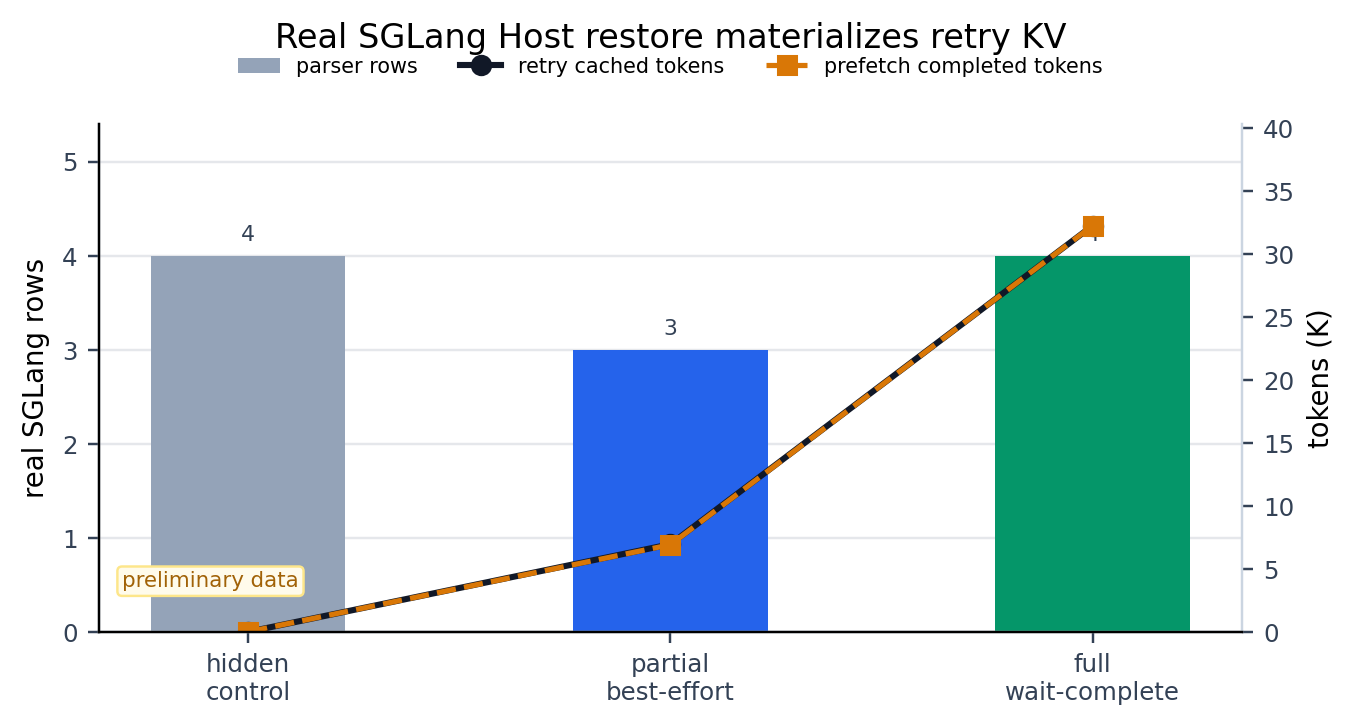 Real SGLang Host restore materializes retry KV
parser rows
retry cached tokens
prefetch completed tokens
real SGLang rows
5
4
3
2
1
0
4
3
preliminary data
40
35
30
25
20
15
10
5
0
tokens (K)
hidden
control
partial
best-effort
full
wait-complete